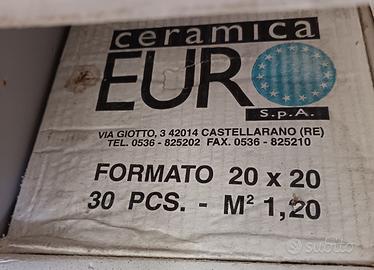 ceramica
EURO
S.p.A.
VIA GIOTTO, 3 42014 CASTELLARANO (RE)
TEL. 0536 - 825202 FAX. 0536 - 825210
FORMATO 20 x 20
30 PCS. - M² 1,20
subito